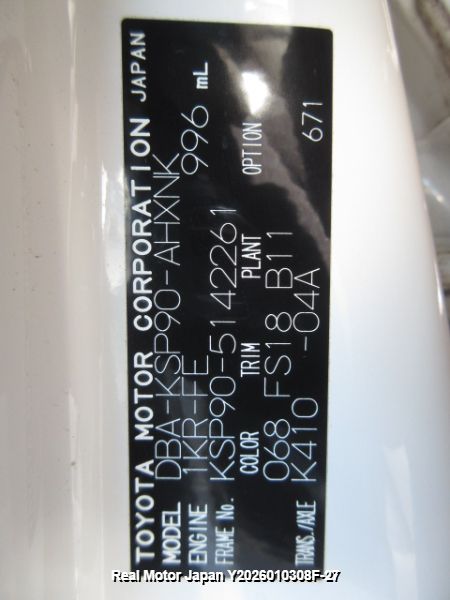 TOYOTA MOTOR CORPORATION JAPAN
MODEL DBA-KSP90-AHXNK
ENGINE 1KR-FE 996 mL
FRAME No. KSP90-5142261
COLOR TRIM PLANT OPTION
068 FS18 B11 671
TRANS./AXLE K410 -04A
Real Motor Japan Y2026010308F-27